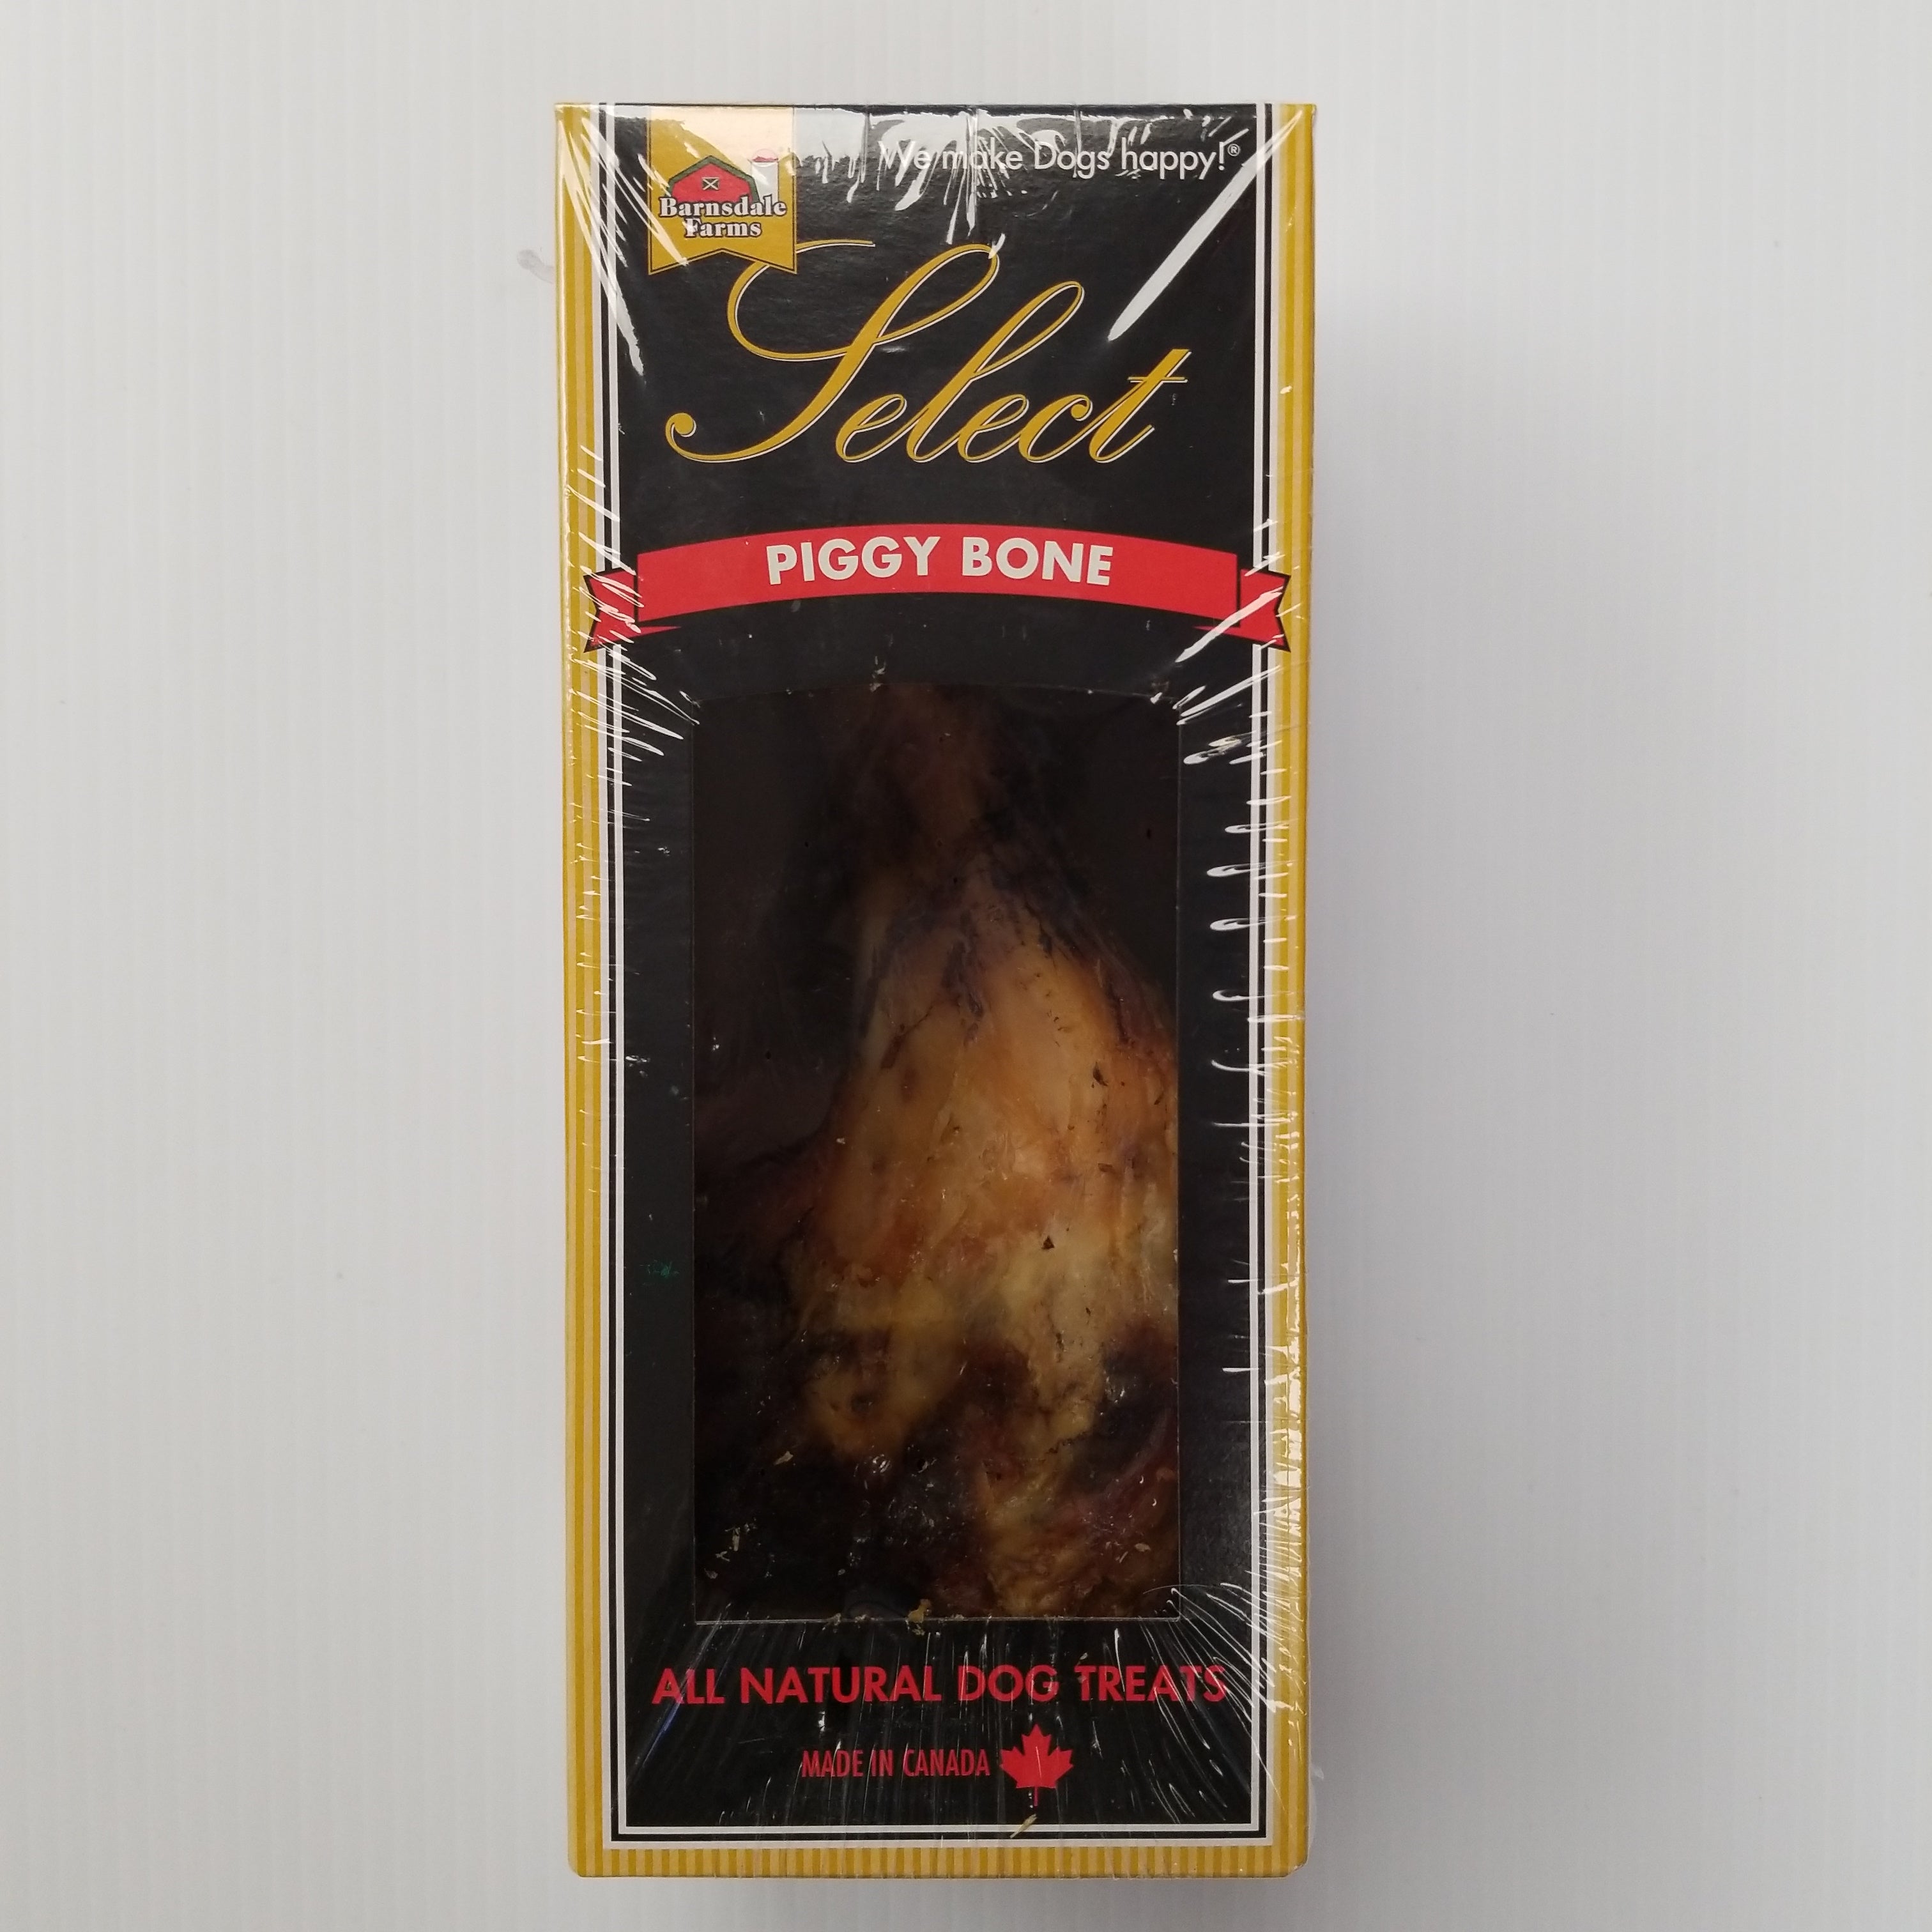 We make Dogs happy!®
Barnsdale
Farms
Select
PIGGY BONE
ALL NATURAL DOG TREATS
MADE IN CANADA